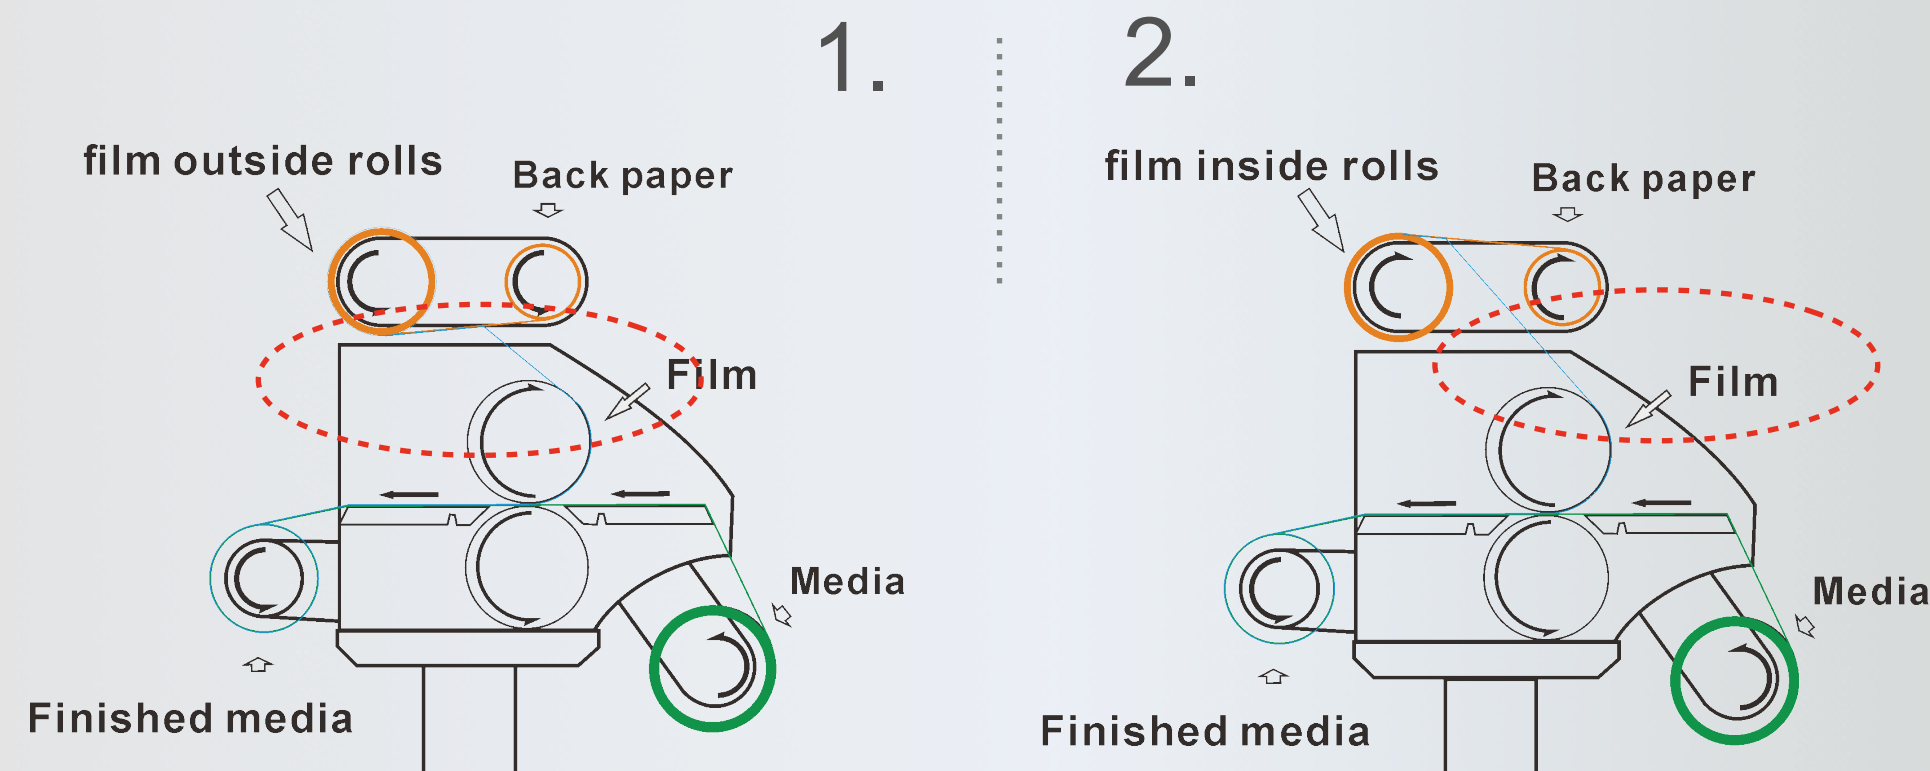 1.
film outside rolls
Back paper
Film
Media
Finished media
2.
film inside rolls
Back paper
Film
Media
Finished media